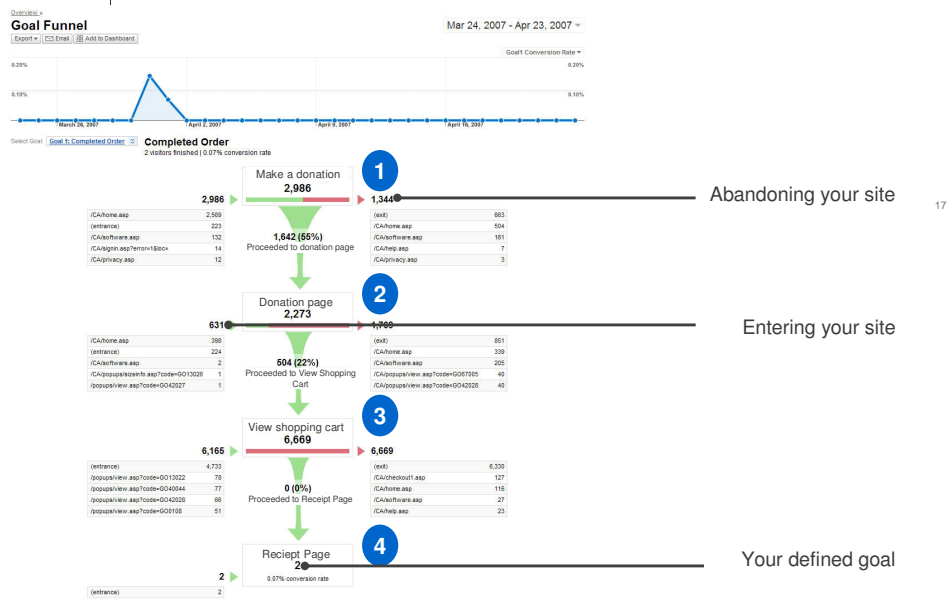 Overview »
Goal Funnel
Mar 24, 2007 - Apr 23, 2007
Export Email Add to Dashboard
Goal1 Conversion Rate
0.20% 0.20%
0.10% 0.10%
March 26, 2007 April 2, 2007 April 9, 2007 April 16, 2007
Select Goal: Goal 1: Completed Order
Completed Order
2 visitors finished | 0.07% conversion rate
1
Make a donation
2,986
2,986
1,344
Abandoning your site
17
/CA/home.asp 2,569
(entrance) 223
/CA/software.asp 132
/CA/signin.asp?error=1&loc= 14
/CA/privacy.asp 12
1,642 (55%)
Proceeded to donation page
(exit) 663
/CA/home.asp 504
/CA/software.asp 161
/CA/help.asp 7
/CA/privacy.asp 3
2
Donation page
2,273
631
1,769
Entering your site
/CA/home.asp 398
(entrance) 224
/CA/software.asp 2
/CA/popups/sizeinfo.asp?code=GO13026 1
/popups/view.asp?code=GO42027 1
504 (22%)
Proceeded to View Shopping
Cart
(exit) 851
/CA/home.asp 339
/CA/software.asp 205
/CA/popups/view.asp?code=GO67005 40
/CA/popups/view.asp?code=GO42028 40
3
View shopping cart
6,669
6,165
6,669
(entrance) 4,733
/popups/view.asp?code=GO13022 78
/popups/view.asp?code=GO40044 77
/popups/view.asp?code=GO42028 66
/popups/view.asp?code=GO0108 51
0 (0%)
Proceeded to Receipt Page
(exit) 6,330
/CA/checkout1.asp 127
/CA/home.asp 116
/CA/software.asp 27
/CA/help.asp 23
4
Reciept Page
2
0.07% conversion rate
Your defined goal
2
(entrance) 2